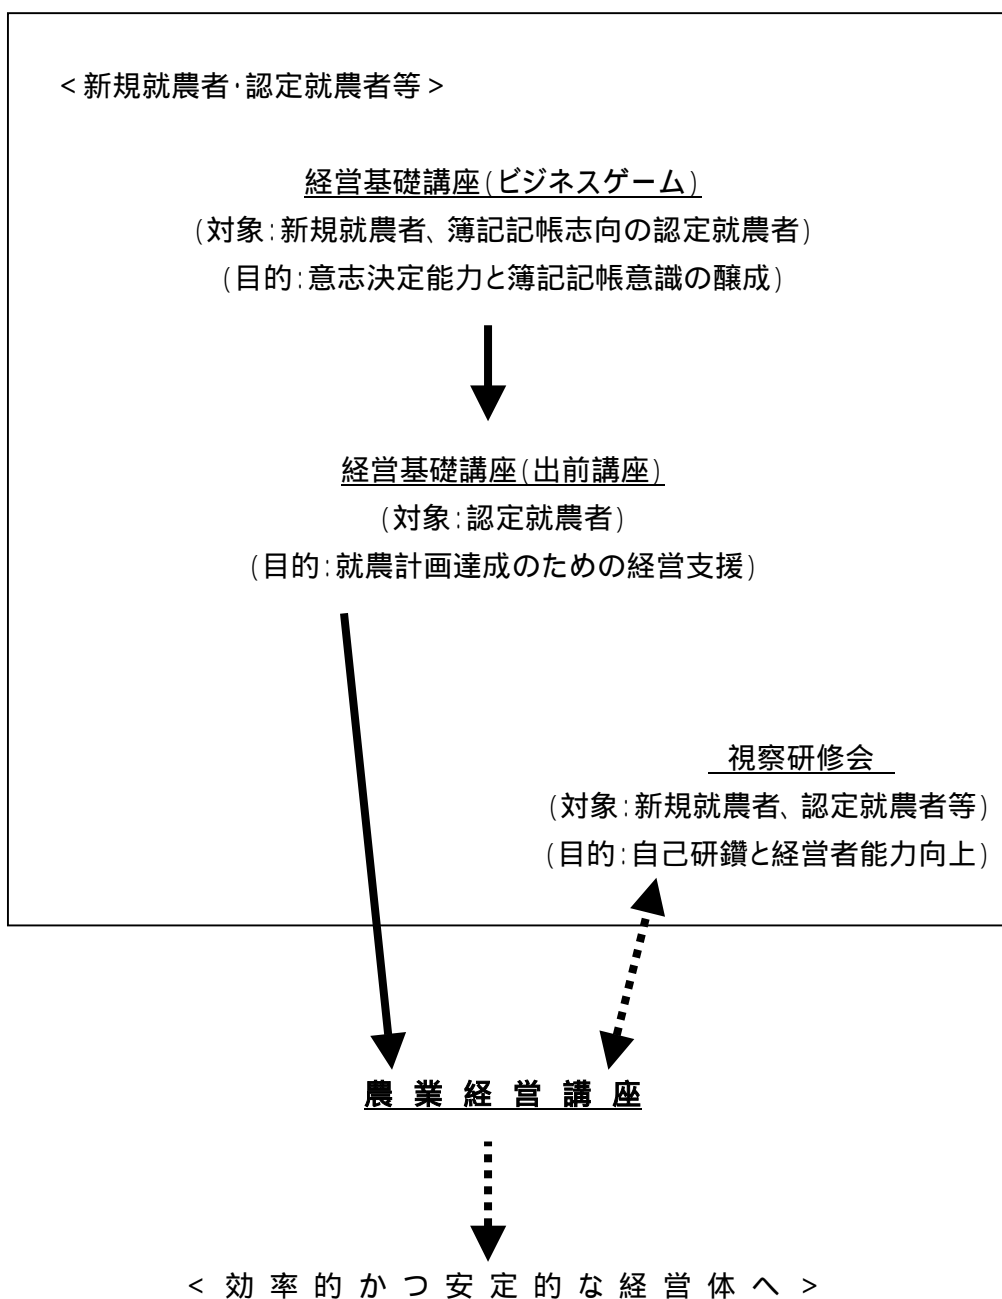 <新規就農者･認定就農者等>
経営基礎講座(ビジネスゲーム)
(対象:新規就農者、簿記記帳志向の認定就農者)
(目的:意志決定能力と簿記記帳意識の醸成)
経営基礎講座(出前講座)
(対象:認定就農者)
(目的:就農計画達成のための経営支援)
視察研修会
(対象:新規就農者、認定就農者等)
(目的:自己研鑽と経営者能力向上)
農業経営講座
<効率的かつ安定的な経営体へ>